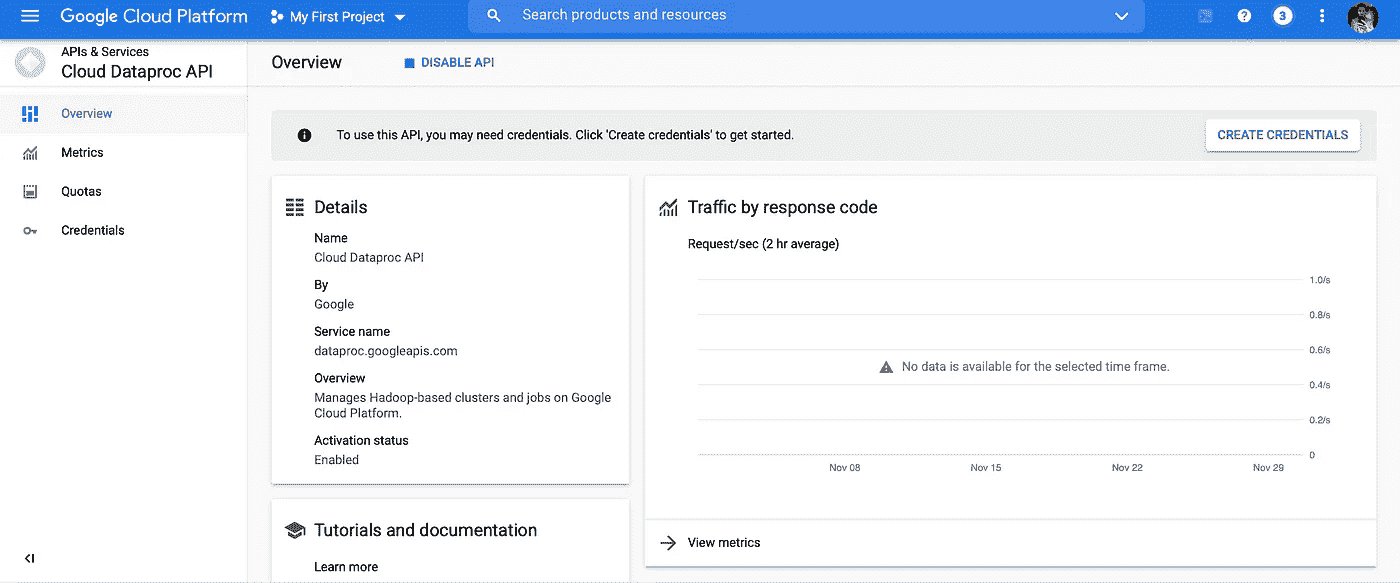 Google Cloud Platform
My First Project
Search products and resources
?
3
APIs & Services
Cloud Dataproc API
Overview
DISABLE API
Overview
Metrics
Quotas
Credentials
To use this API, you may need credentials. Click 'Create credentials' to get started.
CREATE CREDENTIALS
Details
Name
Cloud Dataproc API
By
Google
Service name
dataproc.googleapis.com
Overview
Manages Hadoop-based clusters and jobs on Google
Cloud Platform.
Activation status
Enabled
Traffic by response code
Request/sec (2 hr average)
1.0/s
0.8/s
0.6/s
No data is available for the selected time frame.
0.4/s
0.2/s
0
Nov 08
Nov 15
Nov 22
Nov 29
View metrics
Tutorials and documentation
Learn more